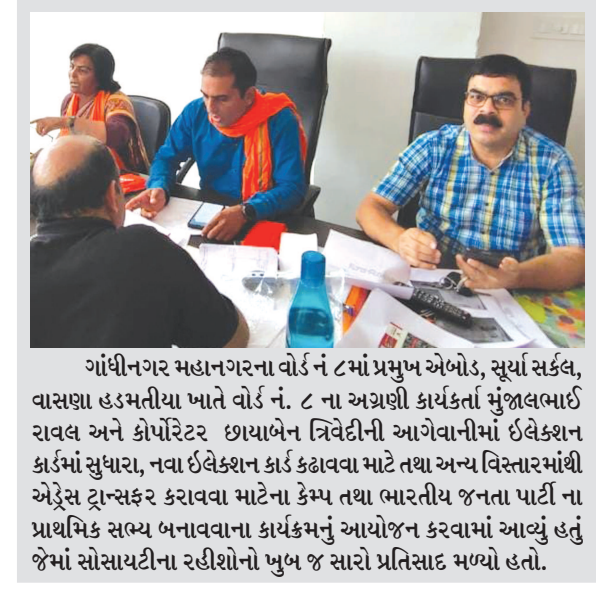 ગાંધીનગર મહાનગરના વોર્ડ નં ૮માં પ્રમુખ એબોડ, સૂર્યા સર્કલ,
વાસણા હડમતીયા ખાતે વોર્ડ નં. ૮ ના અગ્રણી કાર્યકર્તા મુંજાલભાઈ
રાવલ અને કોર્પોરેટર છાયાબેન ત્રિવેદીની આગેવાનીમાં ઇલેક્શન
કાર્ડમાં સુધારા, નવા ઇલેક્શન કાર્ડ કઢાવવા માટે તથા અન્ય વિસ્તારમાંથી
એડ્રેસ ટ્રાન્સફર કરાવવા માટેના કેમ્પ તથા ભારતીય જનતા પાર્ટી ના
પ્રાથમિક સભ્ય બનાવવાના કાર્યક્રમનું આયોજન કરવામાં આવ્યું હતું
જેમાં સોસાયટીના રહીશોનો ખુબ જ સારો પ્રતિસાદ મળ્યો હતો.